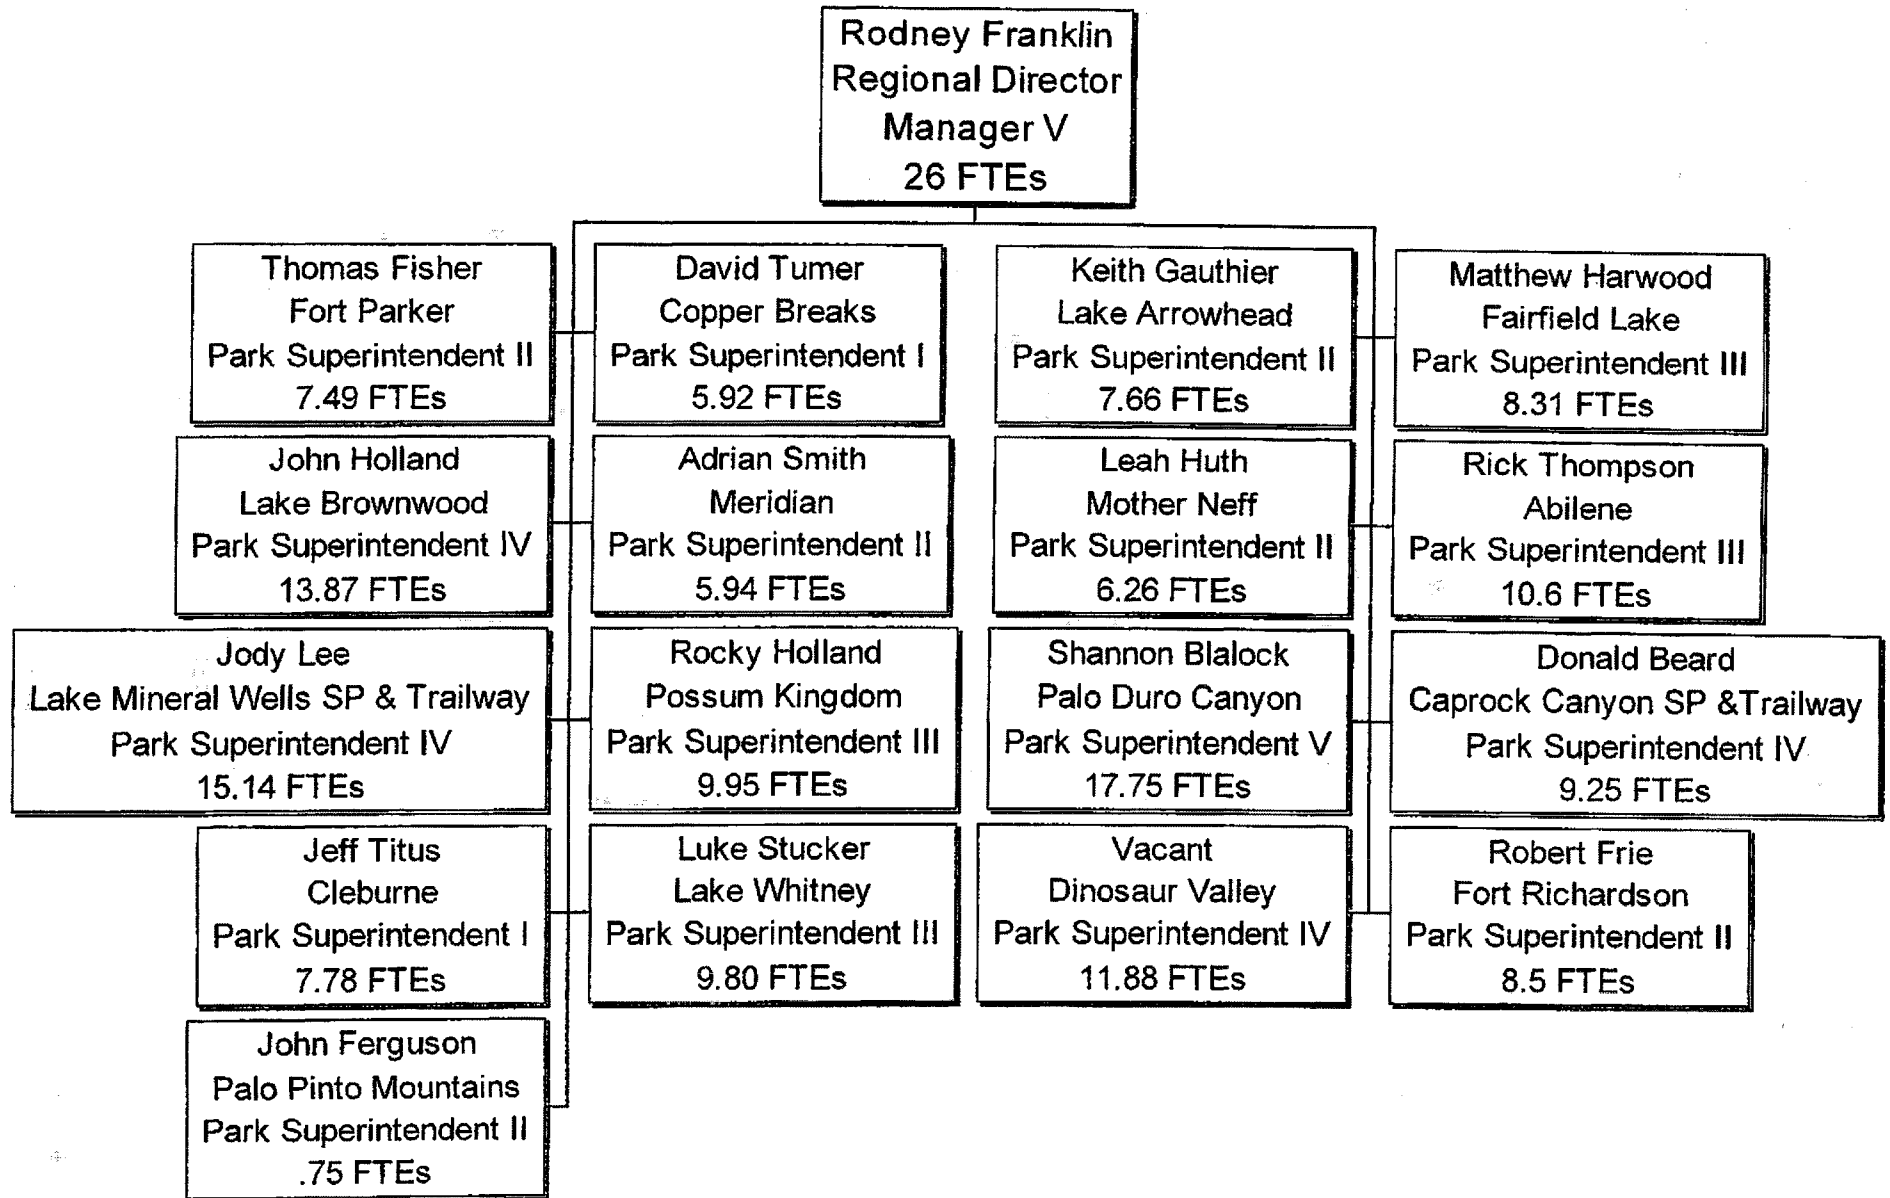 Rodney Franklin
Regional Director
Manager V
26 FTEs
Thomas Fisher
Fort Parker
Park Superintendent II
7.49 FTEs
David Turner
Copper Breaks
Park Superintendent I
5.92 FTEs
Keith Gauthier
Lake Arrowhead
Park Superintendent II
7.66 FTEs
Matthew Harwood
Fairfield Lake
Park Superintendent III
8.31 FTEs
John Holland
Lake Brownwood
Park Superintendent IV
13.87 FTEs
Adrian Smith
Meridian
Park Superintendent II
5.94 FTEs
Leah Huth
Mother Neff
Park Superintendent II
6.26 FTEs
Rick Thompson
Abilene
Park Superintendent III
10.6 FTEs
Jody Lee
Lake Mineral Wells SP & Trailway
Park Superintendent IV
15.14 FTEs
Rocky Holland
Possum Kingdom
Park Superintendent III
9.95 FTEs
Shannon Blalock
Palo Duro Canyon
Park Superintendent V
17.75 FTEs
Donald Beard
Caprock Canyon SP &Trailway
Park Superintendent IV
9.25 FTEs
Jeff Titus
Cleburne
Park Superintendent I
7.78 FTEs
Luke Stucker
Lake Whitney
Park Superintendent III
9.80 FTEs
Vacant
Dinosaur Valley
Park Superintendent IV
11.88 FTEs
Robert Frie
Fort Richardson
Park Superintendent II
8.5 FTEs
John Ferguson
Palo Pinto Mountains
Park Superintendent II
.75 FTEs